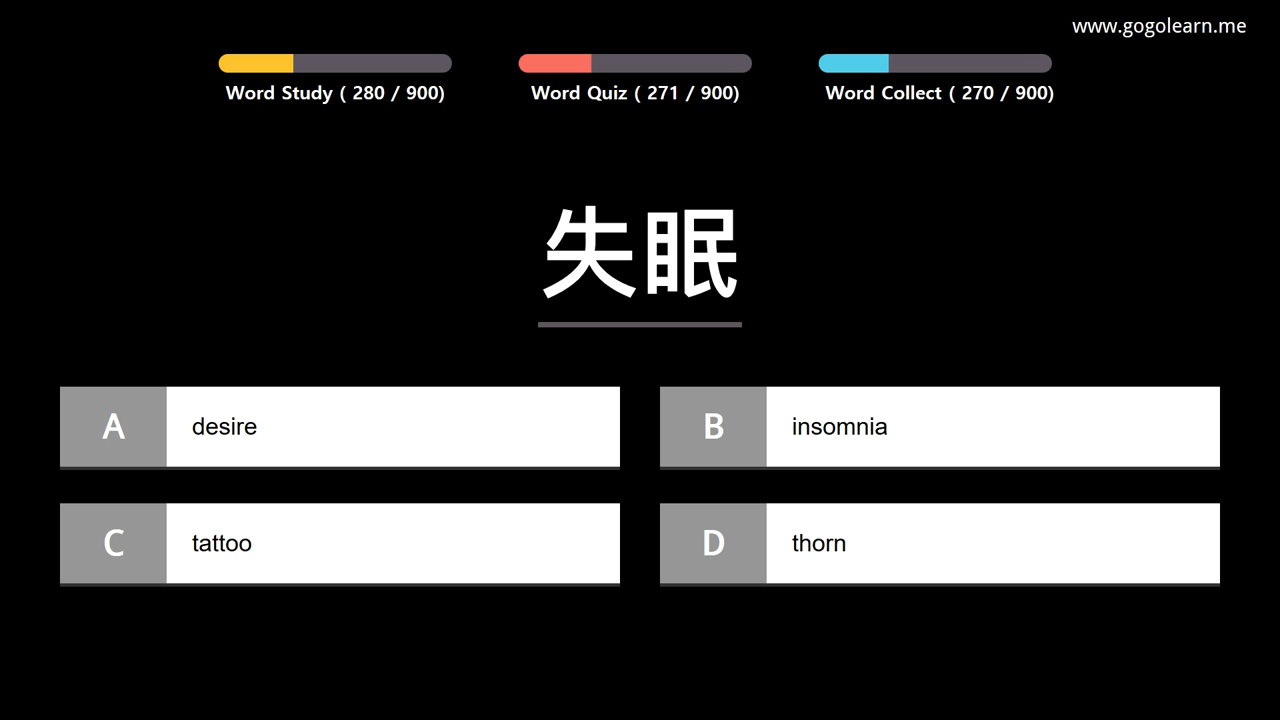 www.gogolearn.me
Word Study ( 280 / 900)
Word Quiz ( 271 / 900)
Word Collect ( 270 / 900)
失眠
A desire
B insomnia
C tattoo
D thorn